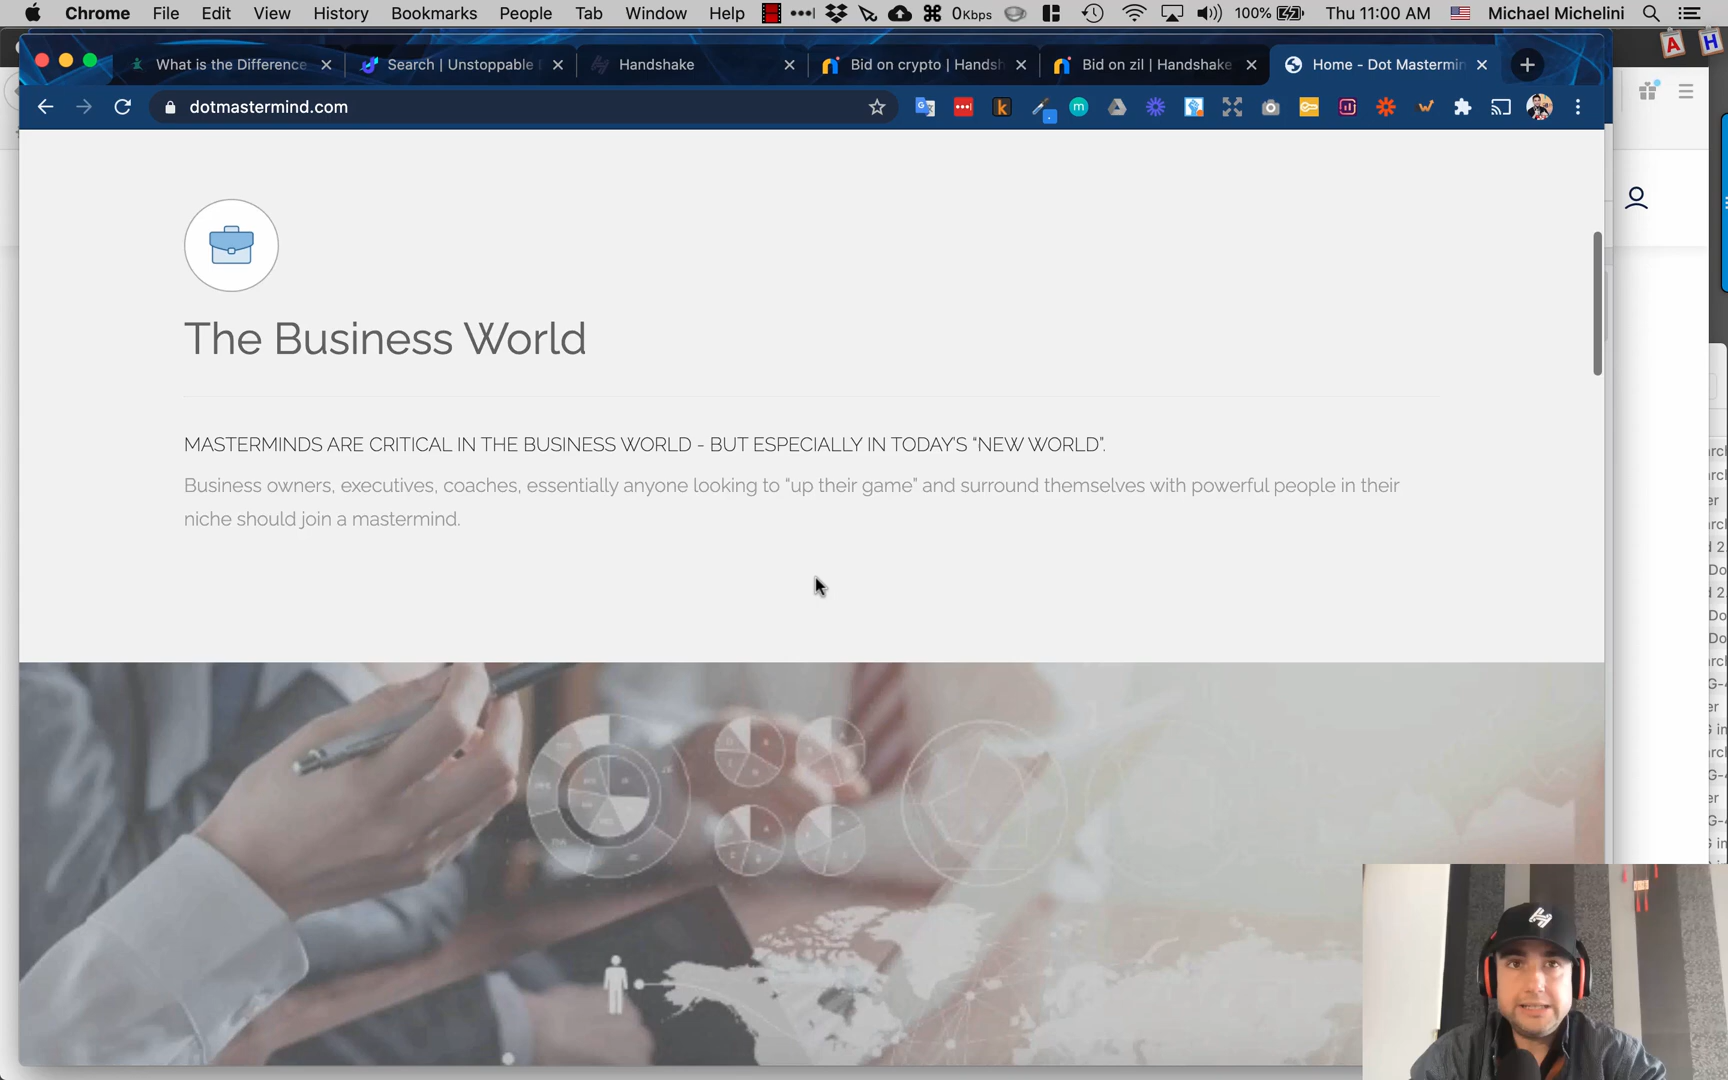 Chrome File Edit View History Bookmarks People Tab Window Help 0Kbps 100% Thu 11:00 AM Michael Michelini
What is the Difference
Search | Unstoppable
Handshake
Bid on crypto | Handsh
Bid on zil | Handshake
Home - Dot Mastermin
dotmastermind.com
The Business World
MASTERMINDS ARE CRITICAL IN THE BUSINESS WORLD - BUT ESPECIALLY IN TODAY'S “NEW WORLD”.
Business owners, executives, coaches, essentially anyone looking to “up their game” and surround themselves with powerful people in their
niche should join a mastermind.